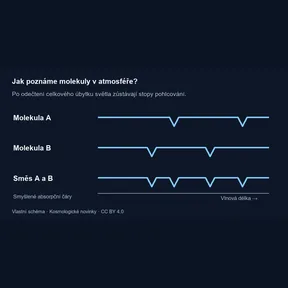 Jak poznáme molekuly v atmosféře?
Po odečtení celkového úbytku světla zůstávají stopy pohlcování.
Molekula A
Molekula B
Směs A a B
Smyšlené absorpční čáry
Vlnová délka →
Vlastní schéma · Kosmologické novinky · CC BY 4.0